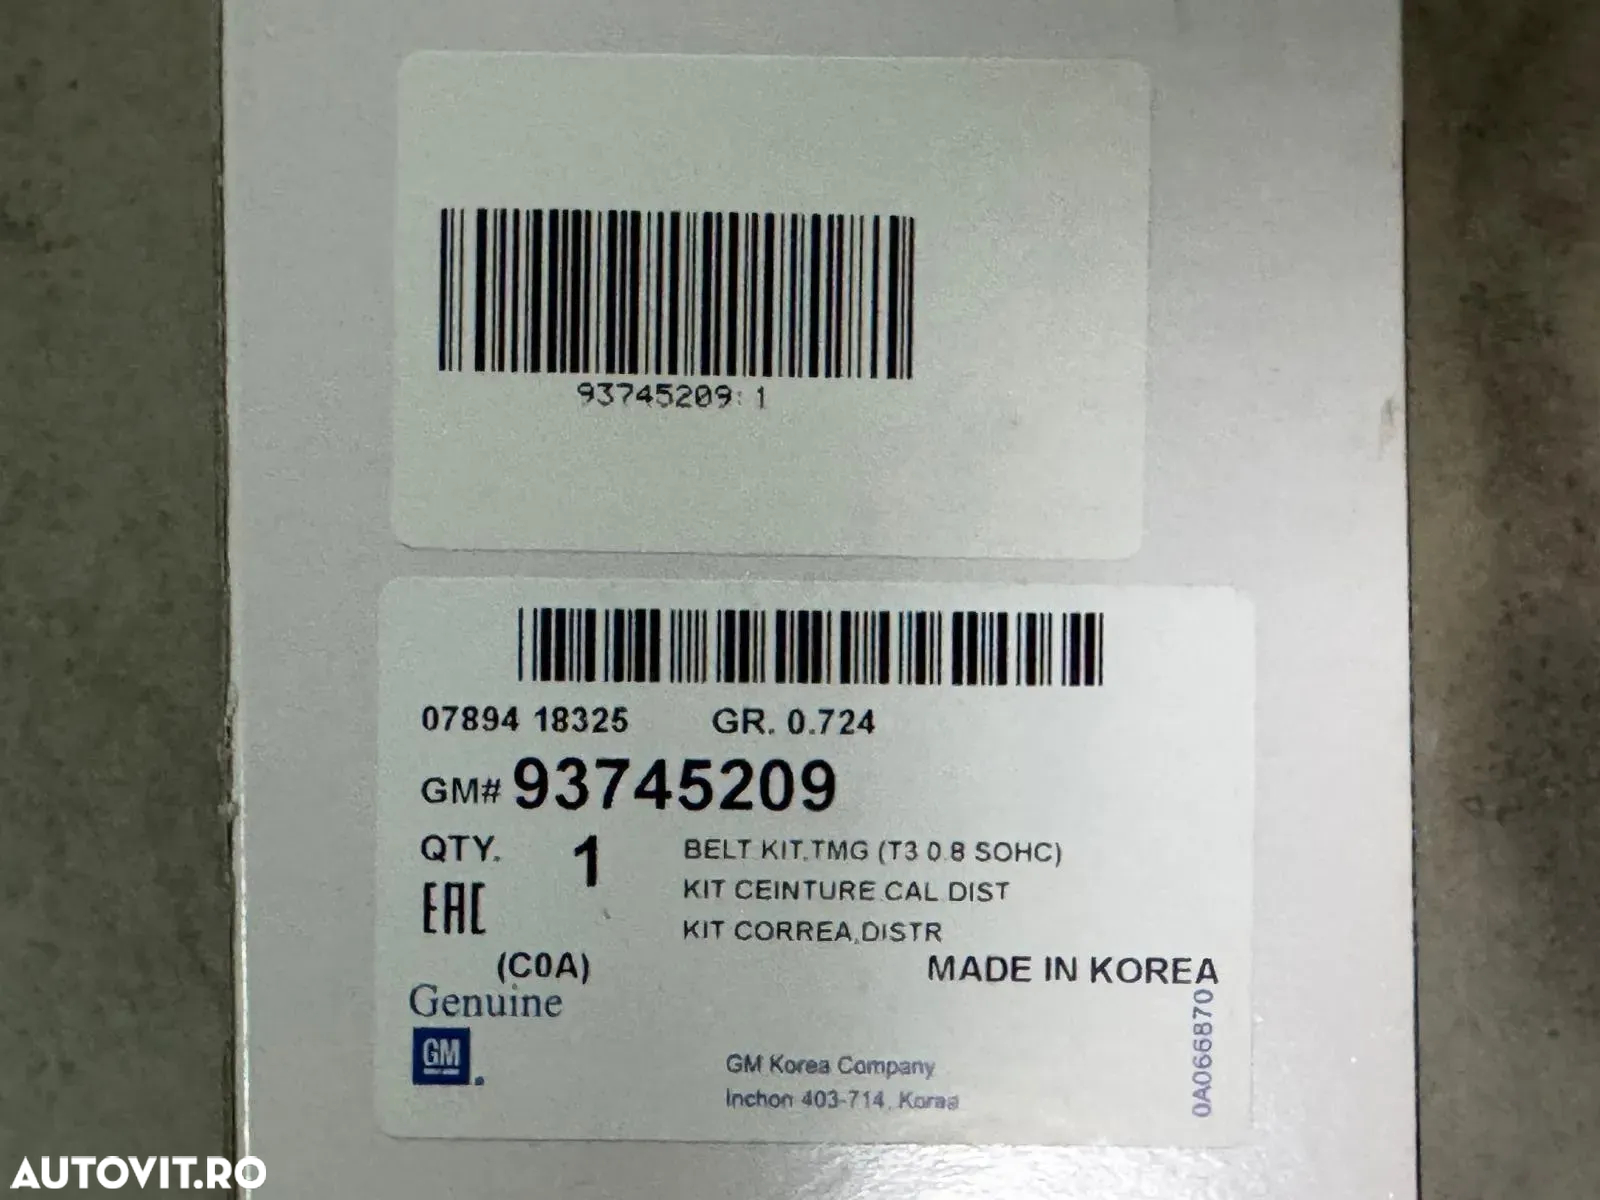 93745209: 1
07894 18325 GR. 0.724
GM# 93745209
QTY. 1
BELT KIT,TMG (T3 0.8 SOHC)
KIT CEINTURE CAL DIST
KIT CORREA,DISTR
EAC
(C0A)
MADE IN KOREA
Genuine
GM
GM Korea Company
Inchon 403-714, Korea
0A066870
AUTOVIT.RO